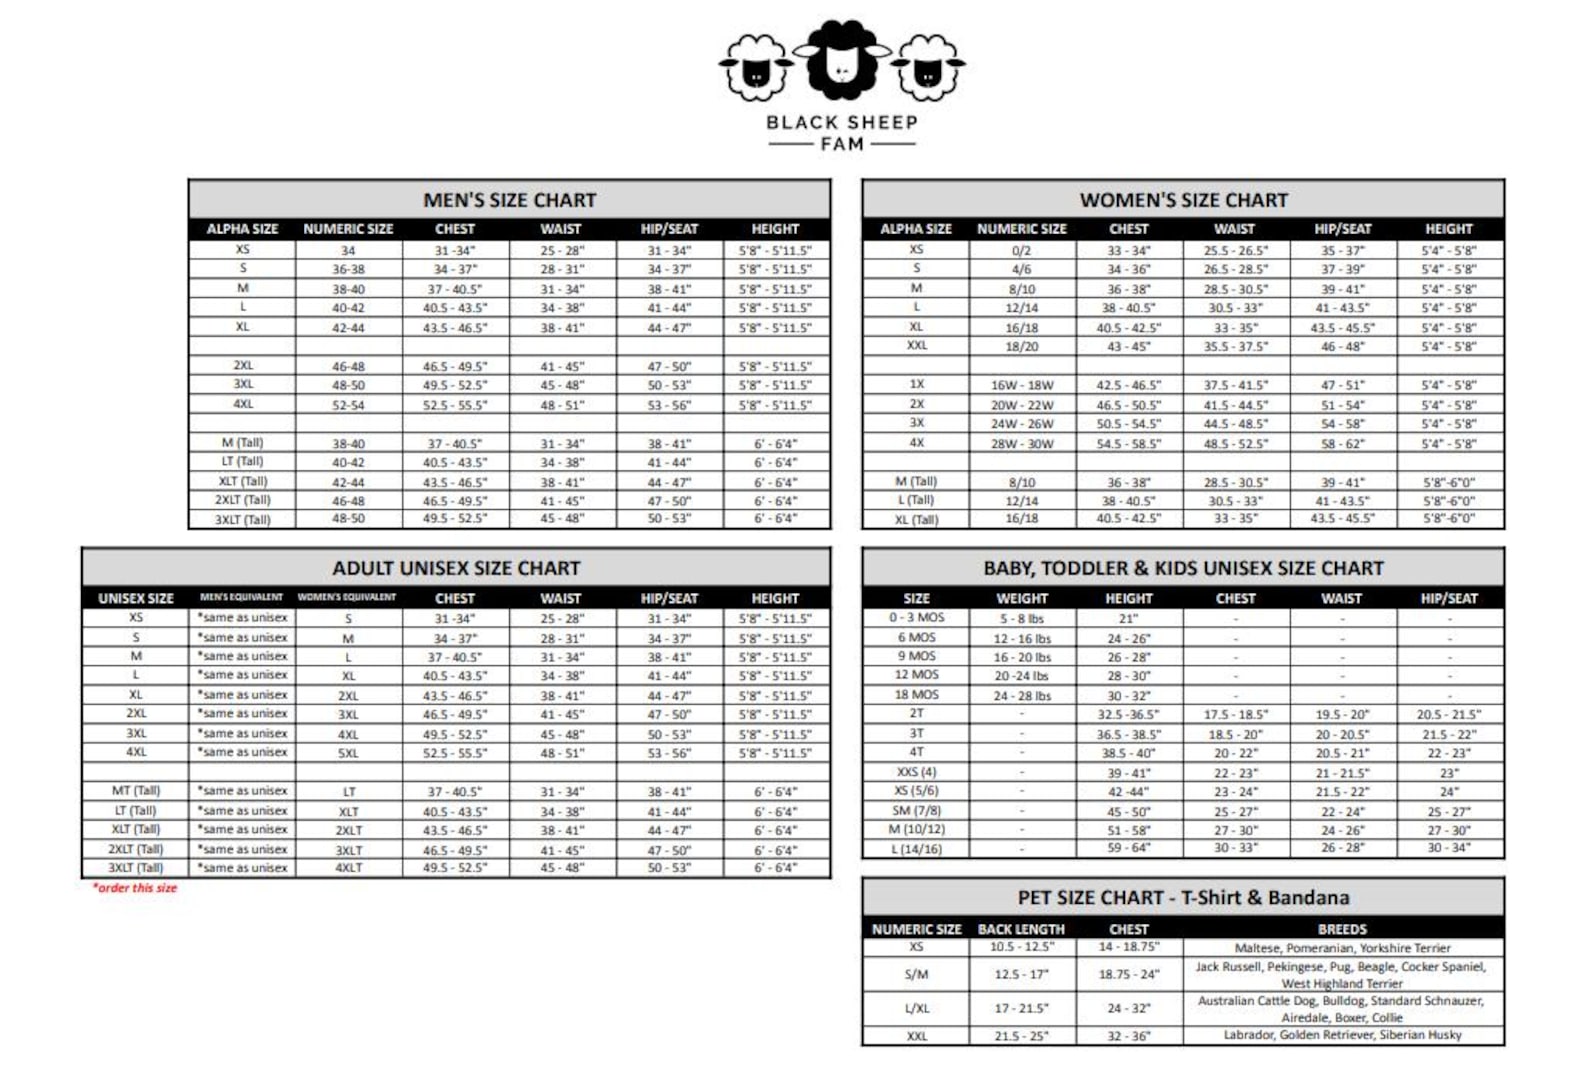 BLACK SHEEP
FAM
MEN'S SIZE CHART
ALPHA SIZE NUMERIC SIZE CHEST WAIST HIP/SEAT HEIGHT
XS 34 31 -34" 25 - 28" 31 - 34" 5'8" - 5'11.5"
S 36-38 34 - 37" 28 - 31" 34 - 37" 5'8" - 5'11.5"
M 38-40 37 - 40.5" 31 - 34" 38 - 41" 5'8" - 5'11.5"
L 40-42 40.5 - 43.5" 34 - 38" 41 - 44" 5'8" - 5'11.5"
XL 42-44 43.5 - 46.5" 38 - 41" 44 - 47" 5'8" - 5'11.5"
2XL 46-48 46.5 - 49.5" 41 - 45" 47 - 50" 5'8" - 5'11.5"
3XL 48-50 49.5 - 52.5" 45 - 48" 50 - 53" 5'8" - 5'11.5"
4XL 52-54 52.5 - 55.5" 48 - 51" 53 - 56" 5'8" - 5'11.5"
M (Tall) 38-40 37 - 40.5" 31 - 34" 38 - 41" 6' - 6'4"
LT (Tall) 40-42 40.5 - 43.5" 34 - 38" 41 - 44" 6' - 6'4"
XLT (Tall) 42-44 43.5 - 46.5" 38 - 41" 44 - 47" 6' - 6'4"
2XLT (Tall) 46-48 46.5 - 49.5" 41 - 45" 47 - 50" 6' - 6'4"
3XLT (Tall) 48-50 49.5 - 52.5" 45 - 48" 50 - 53" 6' - 6'4"
WOMEN'S SIZE CHART
ALPHA SIZE NUMERIC SIZE CHEST WAIST HIP/SEAT HEIGHT
XS 0/2 33 - 34" 25.5 - 26.5" 35 - 37" 5'4" - 5'8"
S 4/6 34 - 36" 26.5 - 28.5" 37 - 39" 5'4" - 5'8"
M 8/10 36 - 38" 28.5 - 30.5" 39 - 41" 5'4" - 5'8"
L 12/14 38 - 40.5" 30.5 - 33" 41 - 43.5" 5'4" - 5'8"
XL 16/18 40.5 - 42.5" 33 - 35" 43.5 - 45.5" 5'4" - 5'8"
XXL 18/20 43 - 45" 35.5 - 37.5" 46 - 48" 5'4" - 5'8"
1X 16W - 18W 42.5 - 46.5" 37.5 - 41.5" 47 - 51" 5'4" - 5'8"
2X 20W - 22W 46.5 - 50.5" 41.5 - 44.5" 51 - 54" 5'4" - 5'8"
3X 24W - 26W 50.5 - 54.5" 44.5 - 48.5" 54 - 58" 5'4" - 5'8"
4X 28W - 30W 54.5 - 58.5" 48.5 - 52.5" 58 - 62" 5'4" - 5'8"
M (Tall) 8/10 36 - 38" 28.5 - 30.5" 39 - 41" 5'8"-6"0"
L (Tall) 12/14 38 - 40.5" 30.5 - 33" 41 - 43.5" 5'8"-6"0"
XL (Tall) 16/18 40.5 - 42.5" 33 - 35" 43.5 - 45.5" 5'8"-6"0"
ADULT UNISEX SIZE CHART
UNISEX SIZE MEN'S EQUIVALENT WOMEN'S EQUIVALENT CHEST WAIST HIP/SEAT HEIGHT
XS *same as unisex S 31 -34" 25 - 28" 31 - 34" 5'8" - 5'11.5"
S *same as unisex M 34 - 37" 28 - 31" 34 - 37" 5'8" - 5'11.5"
M *same as unisex L 37 - 40.5" 31 - 34" 38 - 41" 5'8" - 5'11.5"
L *same as unisex XL 40.5 - 43.5" 34 - 38" 41 - 44" 5'8" - 5'11.5"
XL *same as unisex 2XL 43.5 - 46.5" 38 - 41" 44 - 47" 5'8" - 5'11.5"
2XL *same as unisex 3XL 46.5 - 49.5" 41 - 45" 47 - 50" 5'8" - 5'11.5"
3XL *same as unisex 4XL 49.5 - 52.5" 45 - 48" 50 - 53" 5'8" - 5'11.5"
4XL *same as unisex 5XL 52.5 - 55.5" 48 - 51" 53 - 56" 5'8" - 5'11.5"
MT (Tall) *same as unisex LT 37 - 40.5" 31 - 34" 38 - 41" 6' - 6'4"
LT (Tall) *same as unisex XLT 40.5 - 43.5" 34 - 38" 41 - 44" 6' - 6'4"
XLT (Tall) *same as unisex 2XLT 43.5 - 46.5" 38 - 41" 44 - 47" 6' - 6'4"
2XLT (Tall) *same as unisex 3XLT 46.5 - 49.5" 41 - 45" 47 - 50" 6' - 6'4"
3XLT (Tall) *same as unisex 4XLT 49.5 - 52.5" 45 - 48" 50 - 53" 6' - 6'4"
*order this size
BABY, TODDLER & KIDS UNISEX SIZE CHART
SIZE WEIGHT HEIGHT CHEST WAIST HIP/SEAT
0 - 3 MOS 5 - 8 lbs 21" - - -
6 MOS 12 - 16 lbs 24 - 26" - - -
9 MOS 16 - 20 lbs 26 - 28" - - -
12 MOS 20 -24 lbs 28 - 30" - - -
18 MOS 24 - 28 lbs 30 - 32" - - -
2T - 32.5 -36.5" 17.5 - 18.5" 19.5 - 20" 20.5 - 21.5"
3T - 36.5 - 38.5" 18.5 - 20" 20 - 20.5" 21.5 - 22"
4T - 38.5 - 40" 20 - 22" 20.5 - 21" 22 - 23"
XXS (4) - 39 - 41" 22 - 23" 21 - 21.5" 23"
XS (5/6) - 42 -44" 23 - 24" 21.5 - 22" 24"
SM (7/8) - 45 - 50" 25 - 27" 22 - 24" 25 - 27"
M (10/12) - 51 - 58" 27 - 30" 24 - 26" 27 - 30"
L (14/16) - 59 - 64" 30 - 33" 26 - 28" 30 - 34"
PET SIZE CHART - T-Shirt & Bandana
NUMERIC SIZE BACK LENGTH CHEST BREEDS
XS 10.5 - 12.5" 14 - 18.75" Maltese, Pomeranian, Yorkshire Terrier
S/M 12.5 - 17" 18.75 - 24" Jack Russell, Pekingese, Pug, Beagle, Cocker Spaniel,
West Highland Terrier
L/XL 17 - 21.5" 24 - 32" Australian Cattle Dog, Bulldog, Standard Schnauzer,
Airedale, Boxer, Collie
XXL 21.5 - 25" 32 - 36" Labrador, Golden Retriever, Siberian Husky